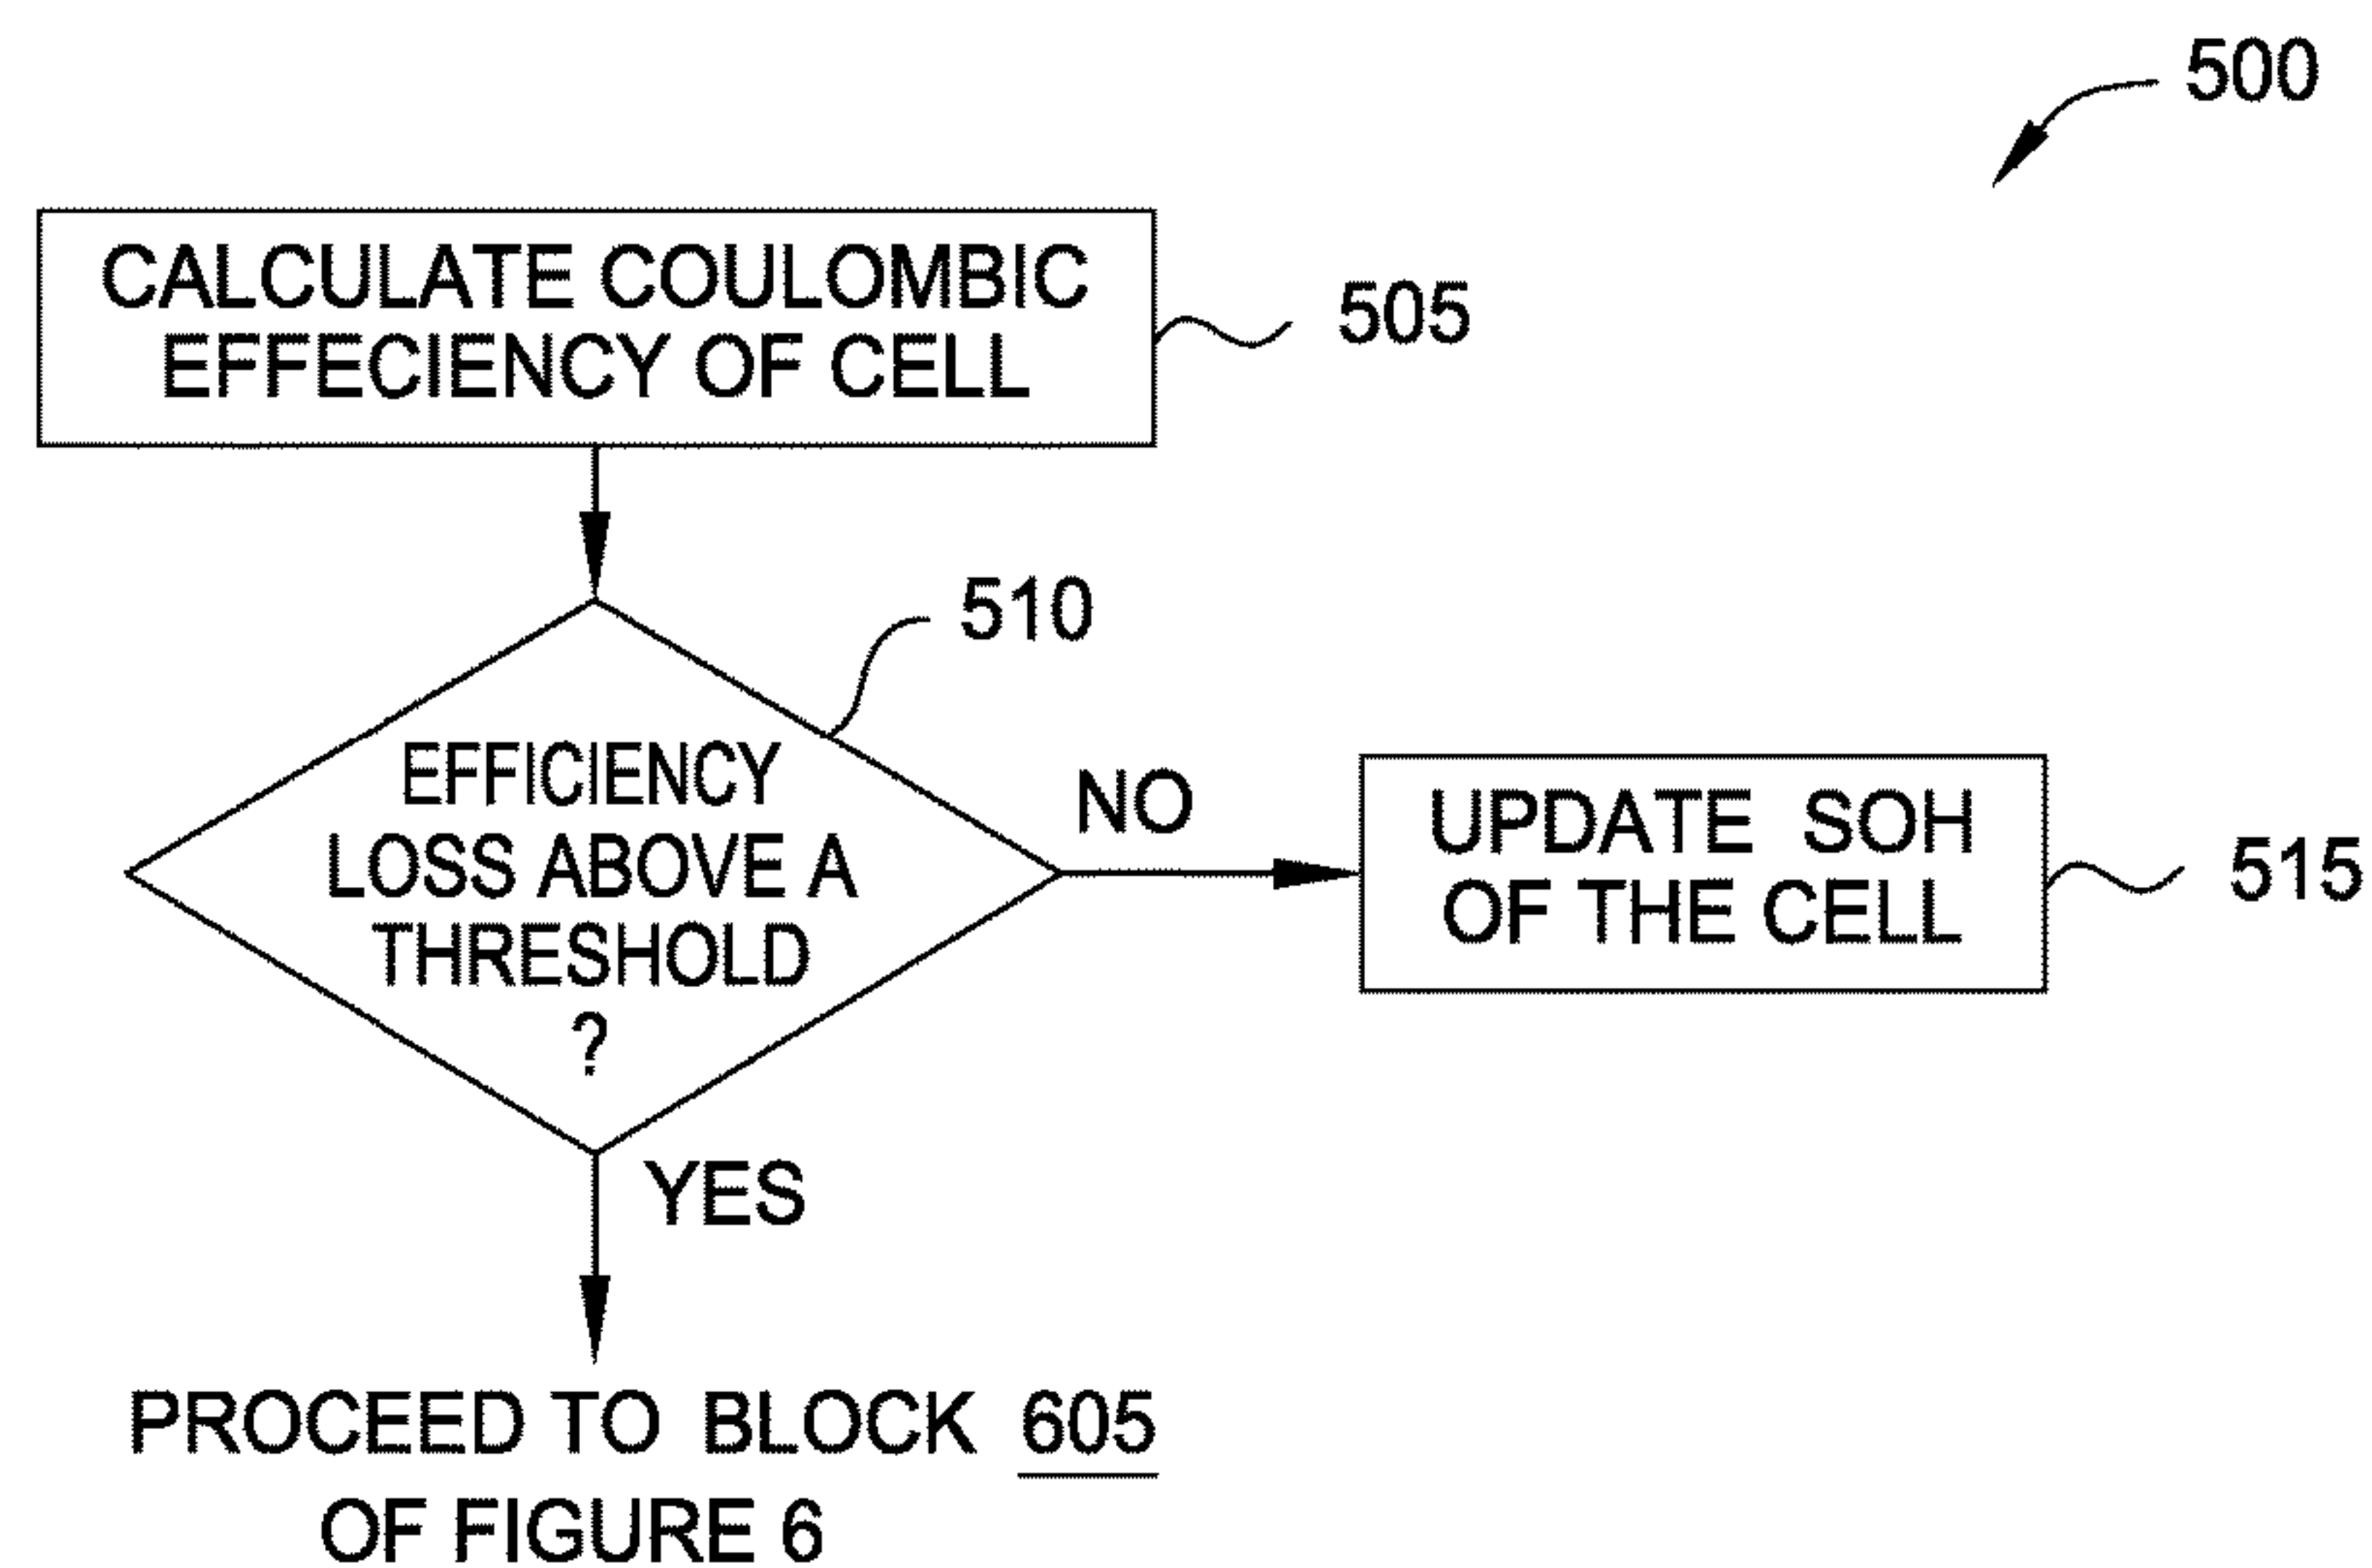 500
CALCULATE COULOMBIC
EFFECIENCY OF CELL
505
510
EFFICIENCY
LOSS ABOVE A
THRESHOLD
?
NO
UPDATE SOH
OF THE CELL
515
YES
PROCEED TO BLOCK 605
OF FIGURE 6